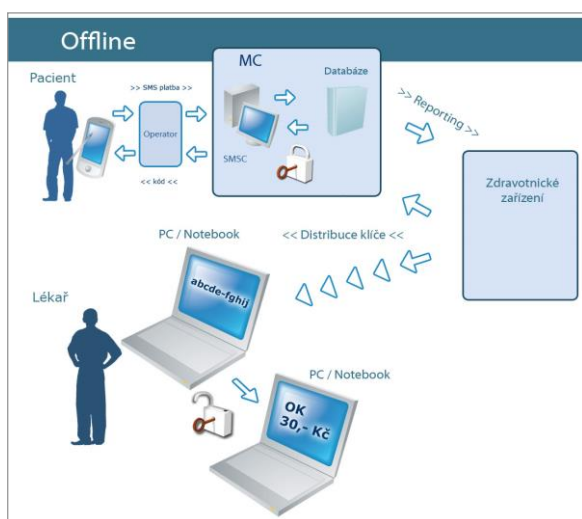 Offline
Pacient
>> SMS platba >>
Operator
<< kód <<
MC
Databáze
SMSC
>> Reporting >>
Zdravotnické
zařízení
PC / Notebook
<< Distribuce klíče <<
abcde-fghij
Lékař
PC / Notebook
OK
30,- Kč